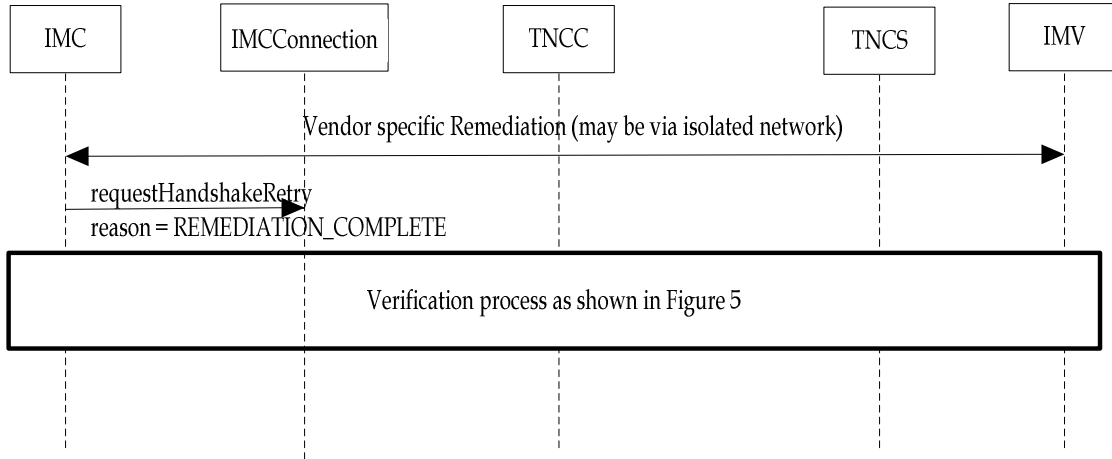 IMC
IMCConnection
TNCC
TNCS
IMV
Vendor specific Remediation (may be via isolated network)
requestHandshakeRetry
reason = REMEDIATION_COMPLETE
Verification process as shown in Figure 5